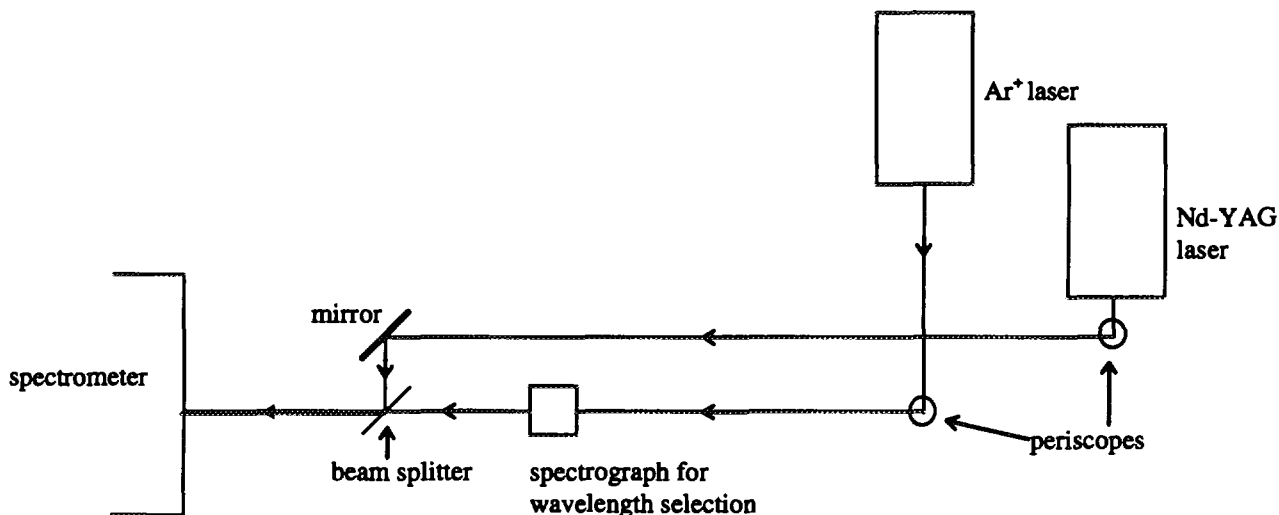 Ar⁺ laser
Nd-YAG
laser
mirror
spectrometer
periscopes
beam splitter
spectrograph for
wavelength selection